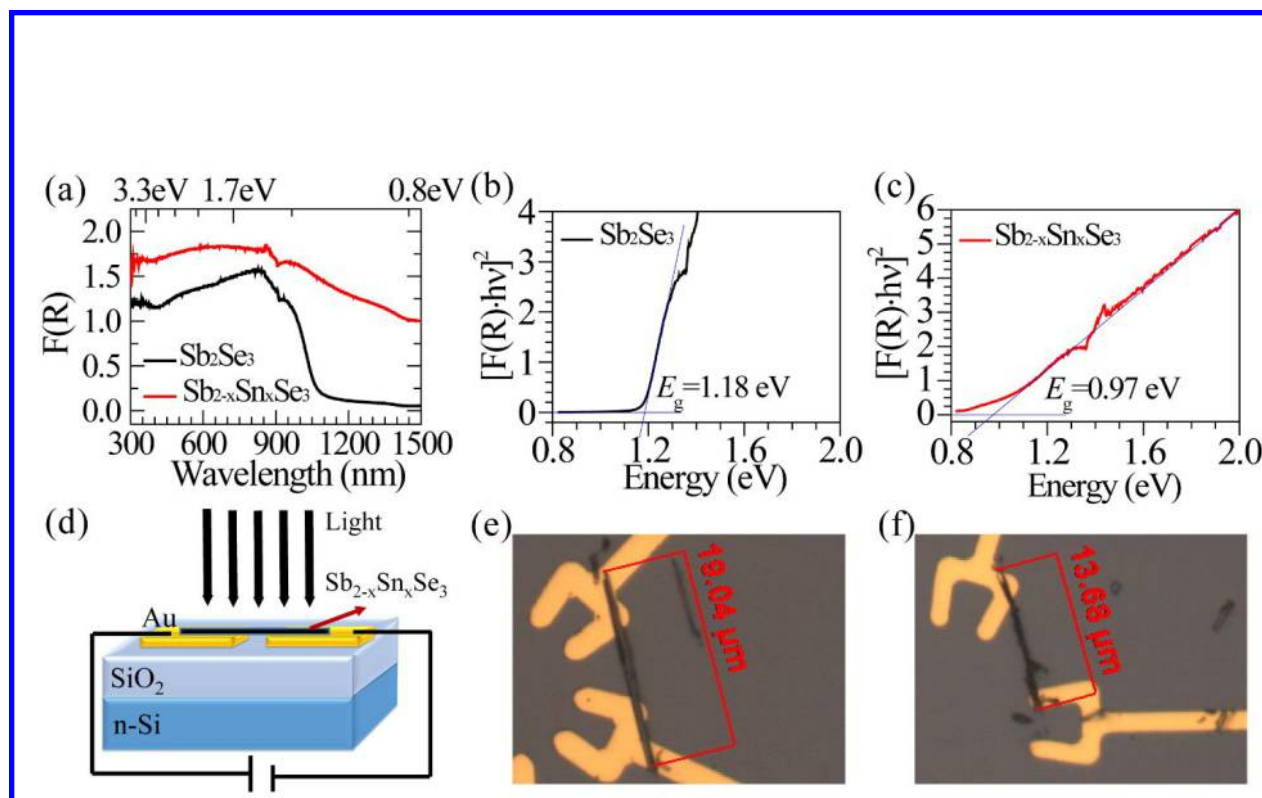 (a)
3.3eV 1.7eV 0.8eV
F(R)
2.0
1.5
1.0
0.5
0.0
Sb₂Se₃
Sb₂₋ₓSnₓSe₃
300 600 900 1200 1500
Wavelength (nm)
(b)
[F(R)·hν]²
4
3
2
1
0
Sb₂Se₃
E_g=1.18 eV
0.8 1.2 1.6 2.0
Energy (eV)
(c)
[F(R)·hν]²
6
5
4
3
2
1
0
Sb₂₋ₓSnₓSe₃
E_g=0.97 eV
0.8 1.2 1.6 2.0
Energy (eV)
(d)
Light
Sb₂₋ₓSnₓSe₃
Au
SiO₂
n-Si
(e)
19.04 µm
(f)
13.68 µm